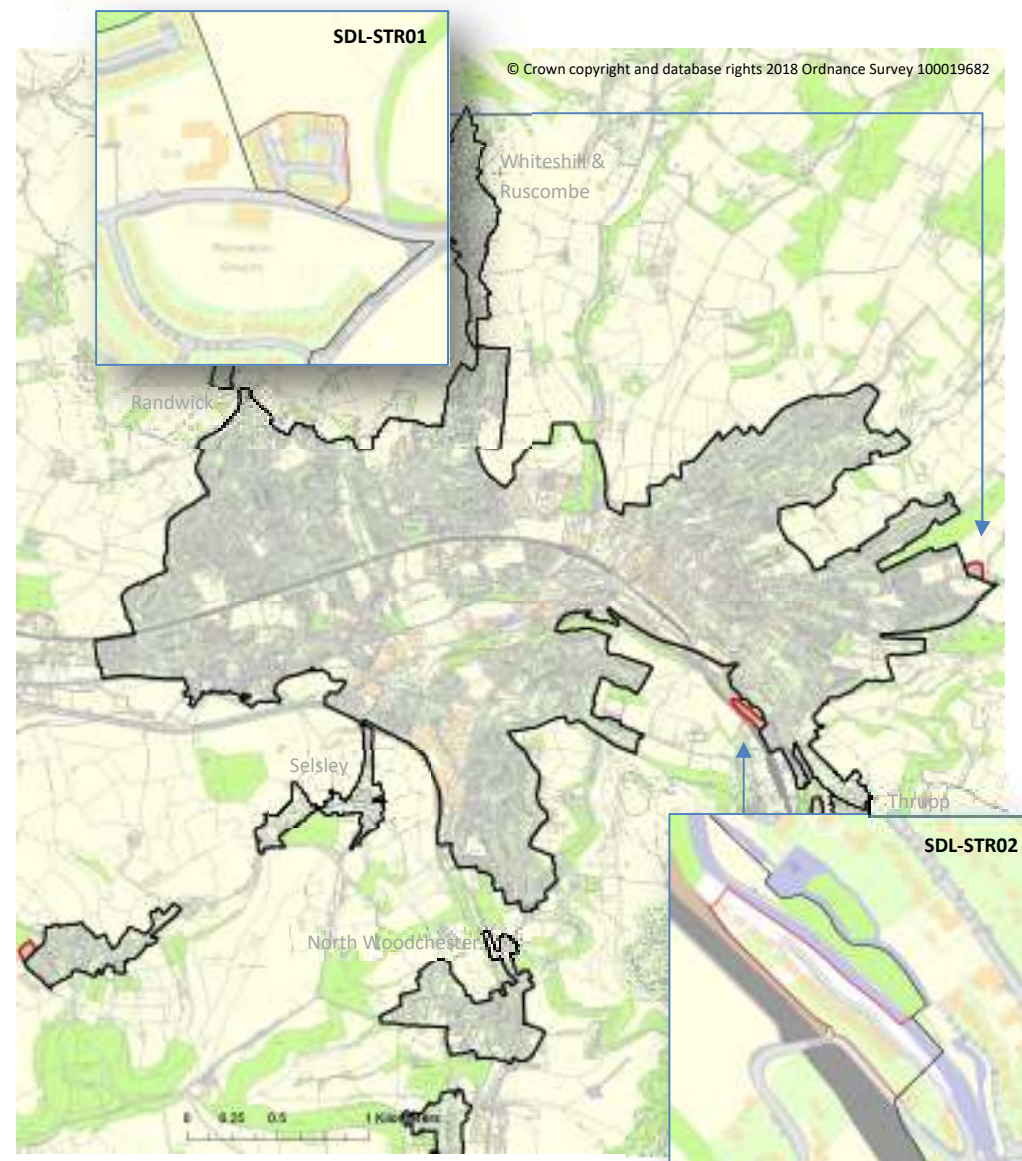 SDL-STR01
© Crown copyright and database rights 2018 Ordnance Survey 100019682
Whiteshill &
Ruscombe
Randwick
Selsley
Thrupp
SDL-STR02
North Woodchester
0 0.25 0.5 1 Kilometers